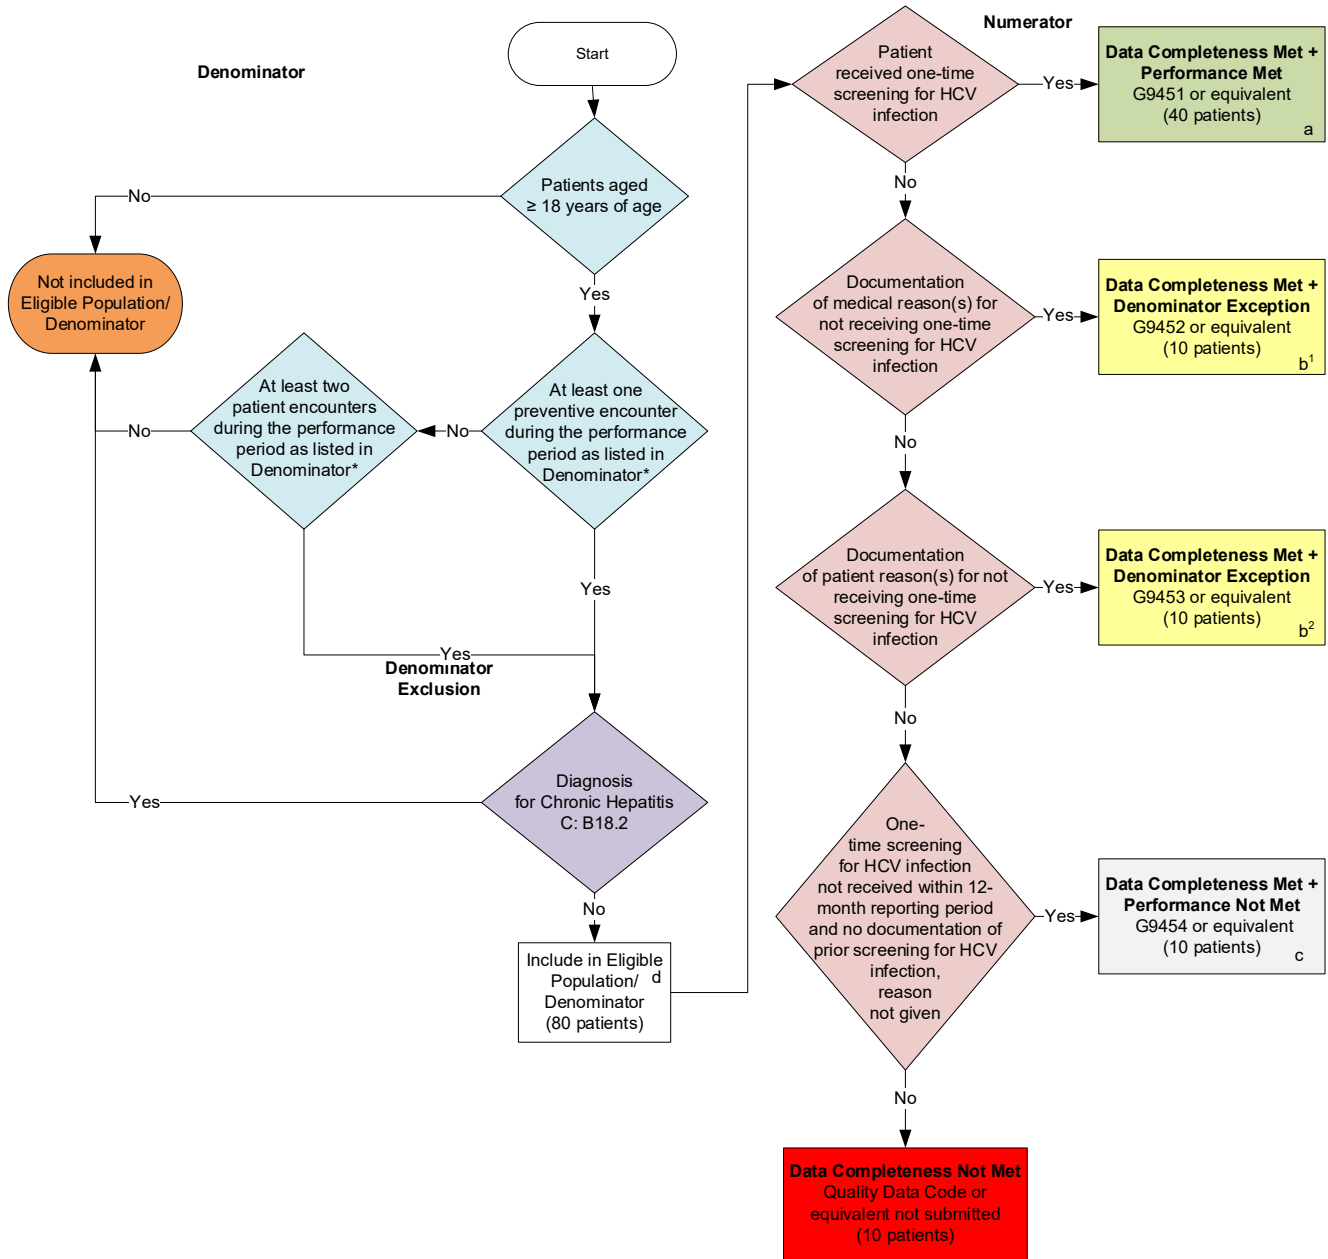 Denominator
Start
Patients aged
≥ 18 years of age
No
Yes
Not included in
Eligible Population/
Denominator
At least one
preventive encounter
during the performance
period as listed in
Denominator*
No
At least two
patient encounters
during the performance
period as listed in
Denominator*
No
Yes
Yes
Denominator
Exclusion
Diagnosis
for Chronic Hepatitis
C: B18.2
Yes
No
Include in Eligible
Population/
Denominator
(80 patients)
d
Numerator
Patient
received one-time
screening for HCV
infection
Yes
Data Completeness Met +
Performance Met
G9451 or equivalent
(40 patients)
a
No
Documentation
of medical reason(s) for
not receiving one-time
screening for HCV
infection
Yes
Data Completeness Met +
Denominator Exception
G9452 or equivalent
(10 patients)
b¹
No
Documentation
of patient reason(s) for not
receiving one-time
screening for HCV
infection
Yes
Data Completeness Met +
Denominator Exception
G9453 or equivalent
(10 patients)
b²
No
One-
time screening
for HCV infection
not received within 12-
month reporting period
and no documentation of
prior screening for HCV
infection,
reason
not given
Yes
Data Completeness Met +
Performance Not Met
G9454 or equivalent
(10 patients)
c
No
Data Completeness Not Met
Quality Data Code or
equivalent not submitted
(10 patients)